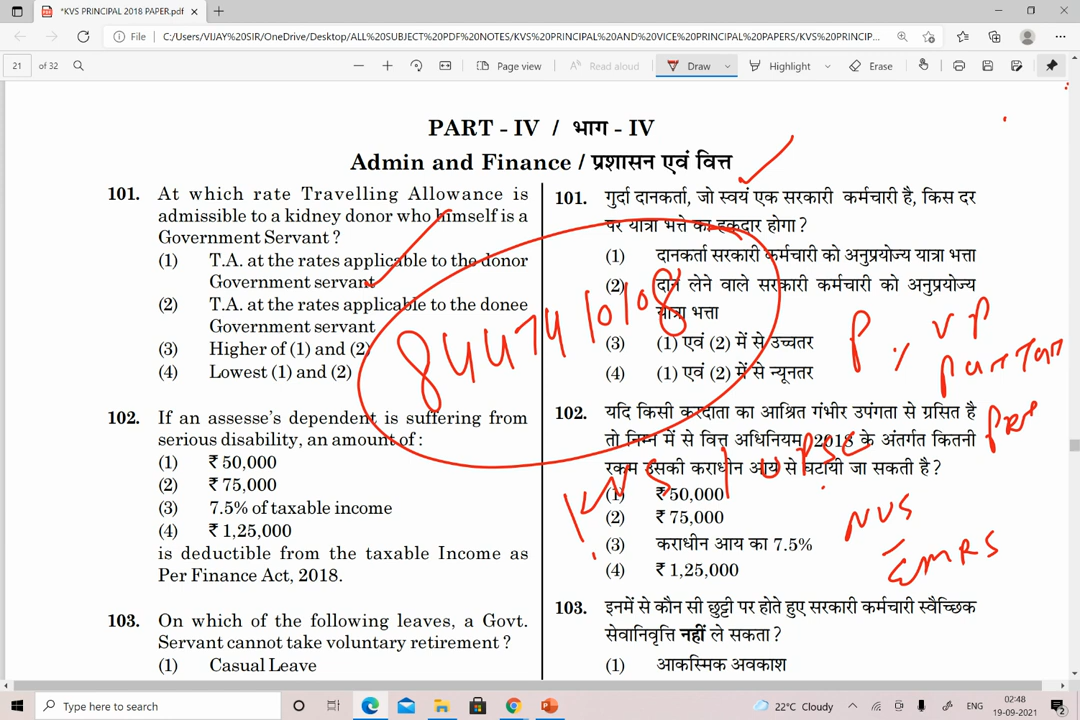 *KVS PRINCIPAL 2018 PAPER.pdf
File C:/Users/VIJAY%20SIR/OneDrive/Desktop/ALL%20SUBJECT%20PDF%20NOTES/KVS%20PRINCIPAL%20AND%20VICE%20PRINCIPAL%20PAPERS/KVS%20PRINCIP...
21 of 32 Page view Read aloud Draw Highlight Erase
PART - IV / भाग - IV
Admin and Finance / प्रशासन एवं वित्त
101. At which rate Travelling Allowance is
admissible to a kidney donor who himself is a
Government Servant ?
(1) T.A. at the rates applicable to the donor
Government servant
(2) T.A. at the rates applicable to the donee
Government servant
(3) Higher of (1) and (2)
(4) Lowest (1) and (2)
102. If an assesse's dependent is suffering from
serious disability, an amount of :
(1) ₹ 50,000
(2) ₹ 75,000
(3) 7.5% of taxable income
(4) ₹ 1,25,000
is deductible from the taxable Income as
Per Finance Act, 2018.
103. On which of the following leaves, a Govt.
Servant cannot take voluntary retirement ?
(1) Casual Leave
101. गुर्दा दानकर्ता, जो स्वयं एक सरकारी कर्मचारी है, किस दर
पर यात्रा भत्ते का हकदार होगा ?
(1) दानकर्ता सरकारी कर्मचारी को अनुप्रयोज्य यात्रा भत्ता
(2) दान लेने वाले सरकारी कर्मचारी को अनुप्रयोज्य
यात्रा भत्ता
(3) (1) एवं (2) में से उच्चतर
(4) (1) एवं (2) में से न्यूनतर
102. यदि किसी करदाता का आश्रित गंभीर उपंगता से ग्रसित है
तो निम्न में से वित्त अधिनियम, 2018 के अंतर्गत कितनी
रकम उसकी कराधीन आय से घटायी जा सकती है ?
(1) ₹ 50,000
(2) ₹ 75,000
(3) कराधीन आय का 7.5%
(4) ₹ 1,25,000
103. इनमें से कौन सी छुट्टी पर होते हुए सरकारी कर्मचारी स्वैच्छिक
सेवानिवृत्ति नहीं ले सकता ?
(1) आकस्मिक अवकाश
8447410108
P / VP
KVS / UPSC
NVS
EMRS
Type here to search
22°C Cloudy ENG 02:48
19-09-2021
2